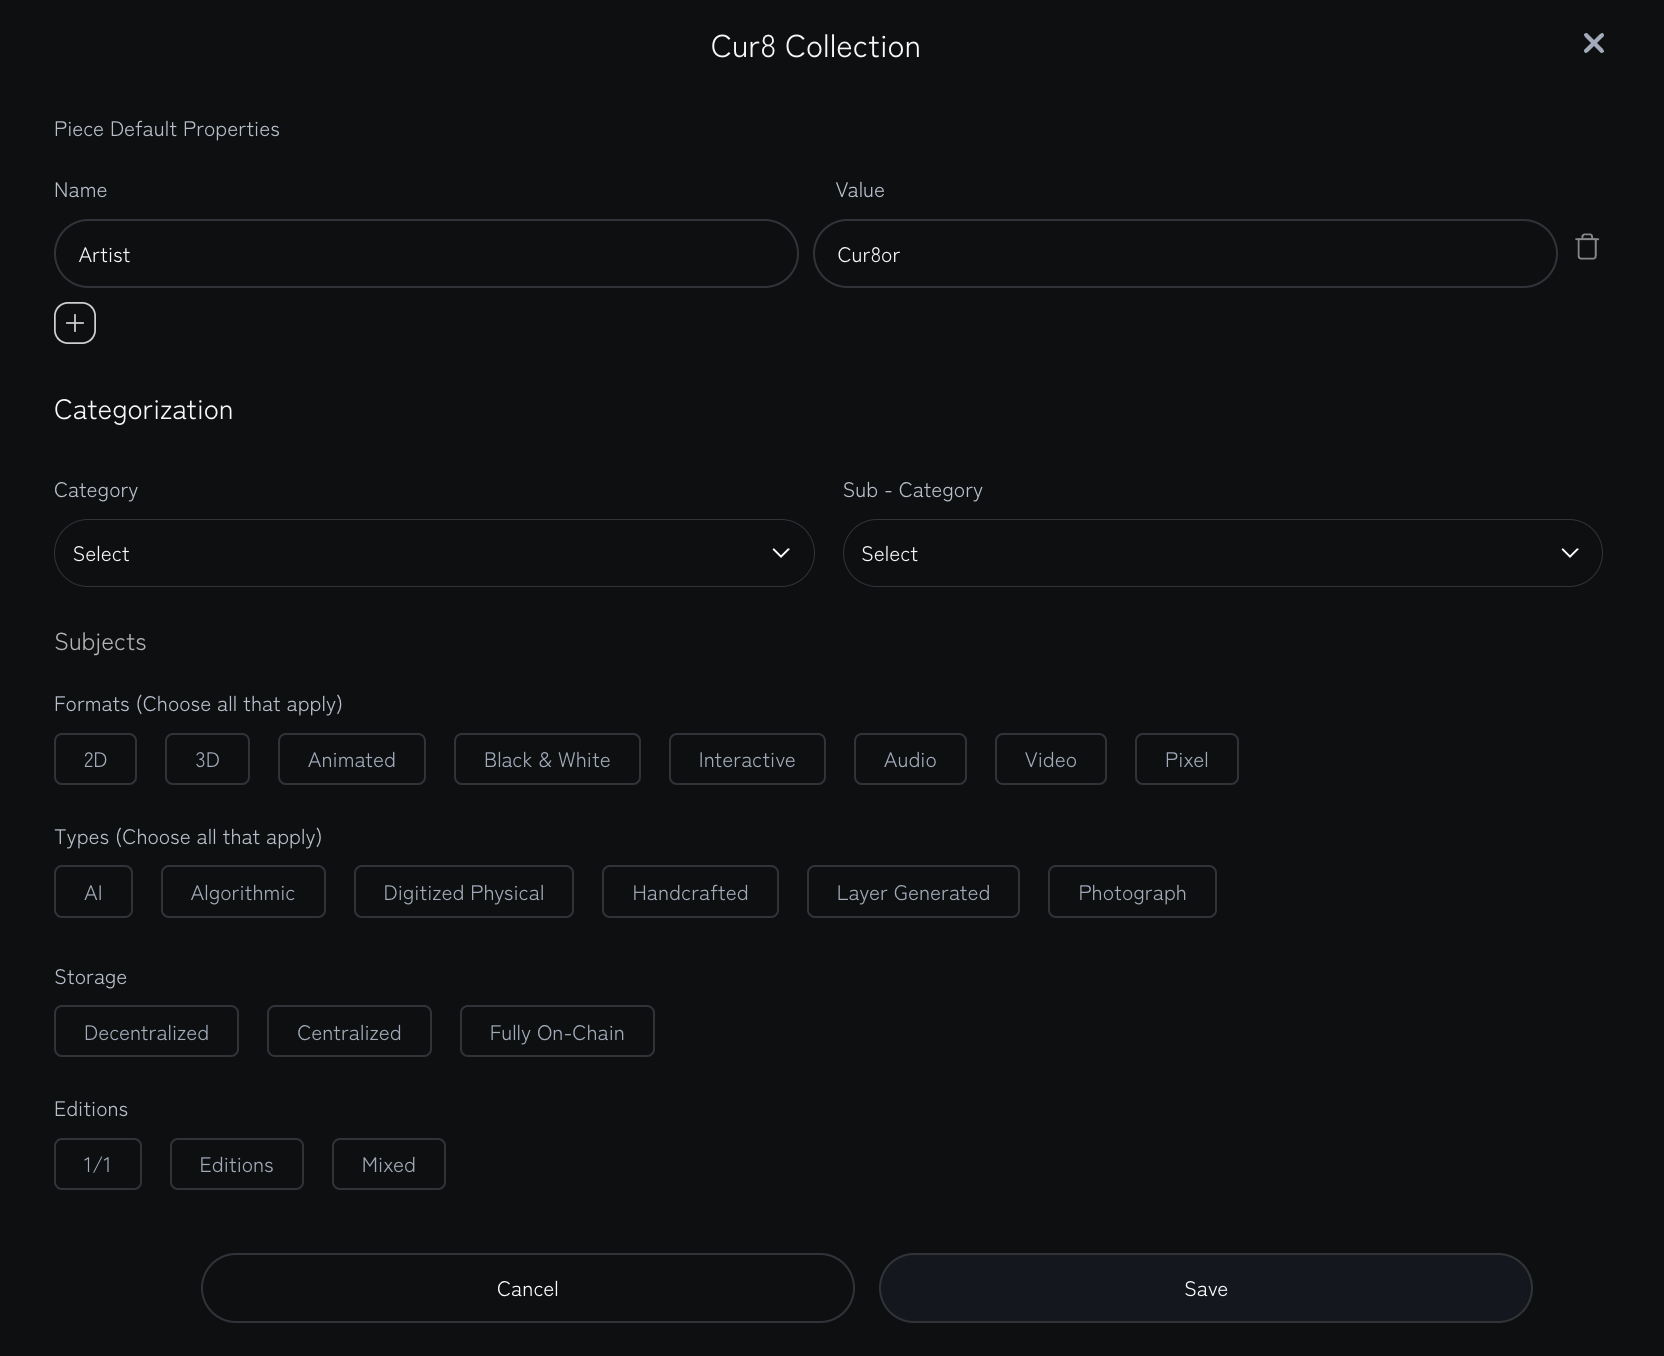 Cur8 Collection
Piece Default Properties
Name Value
Artist Cur8or
Categorization
Category Sub - Category
Select Select
Subjects
Formats (Choose all that apply)
2D 3D Animated Black & White Interactive Audio Video Pixel
Types (Choose all that apply)
AI Algorithmic Digitized Physical Handcrafted Layer Generated Photograph
Storage
Decentralized Centralized Fully On-Chain
Editions
1/1 Editions Mixed
Cancel Save